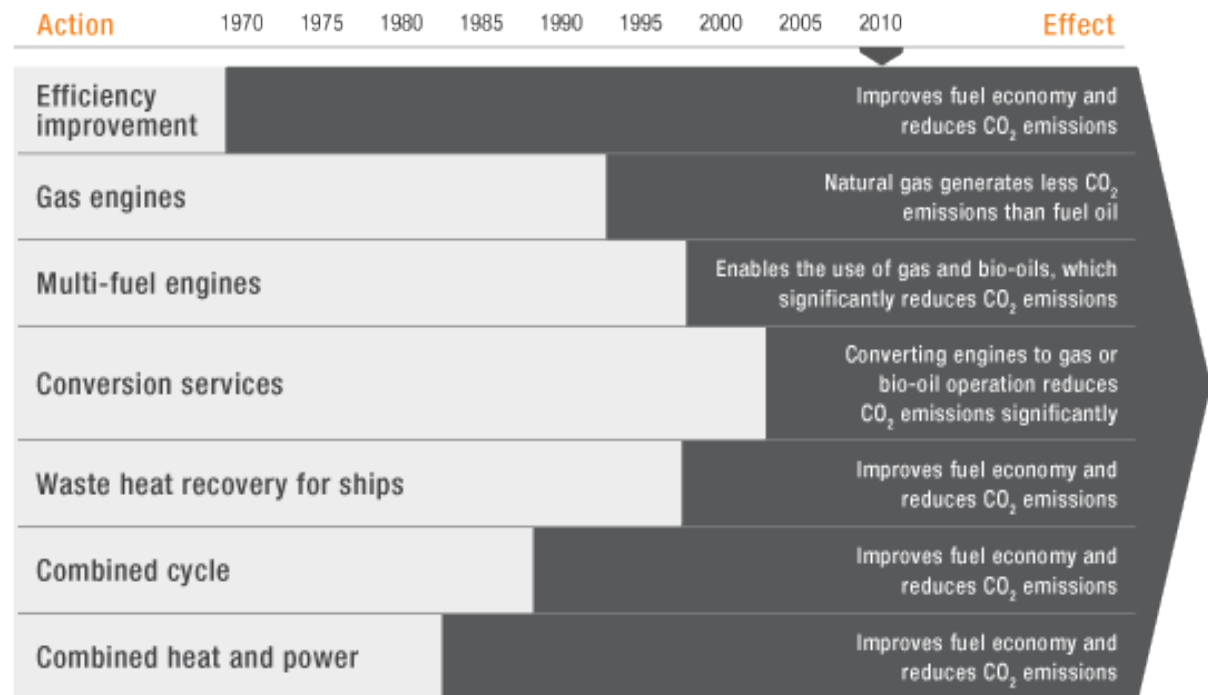 Action 1970 1975 1980 1985 1990 1995 2000 2005 2010 Effect
Efficiency
improvement
Improves fuel economy and
reduces CO₂ emissions
Gas engines
Natural gas generates less CO₂
emissions than fuel oil
Multi-fuel engines
Enables the use of gas and bio-oils, which
significantly reduces CO₂ emissions
Conversion services
Converting engines to gas or
bio-oil operation reduces
CO₂ emissions significantly
Waste heat recovery for ships
Improves fuel economy and
reduces CO₂ emissions
Combined cycle
Improves fuel economy and
reduces CO₂ emissions
Combined heat and power
Improves fuel economy and
reduces CO₂ emissions